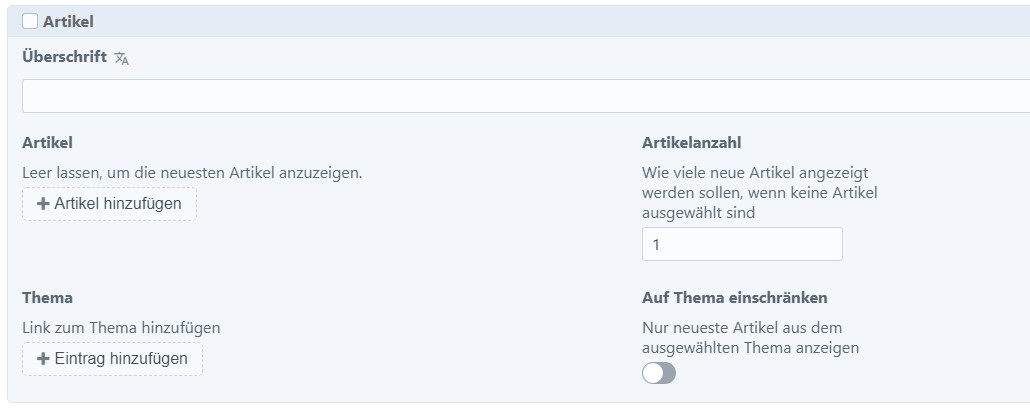 Artikel
Überschrift
Artikel
Leer lassen, um die neuesten Artikel anzuzeigen.
+ Artikel hinzufügen
Artikelanzahl
Wie viele neue Artikel angezeigt
werden sollen, wenn keine Artikel
ausgewählt sind
1
Thema
Link zum Thema hinzufügen
+ Eintrag hinzufügen
Auf Thema einschränken
Nur neueste Artikel aus dem
ausgewählten Thema anzeigen